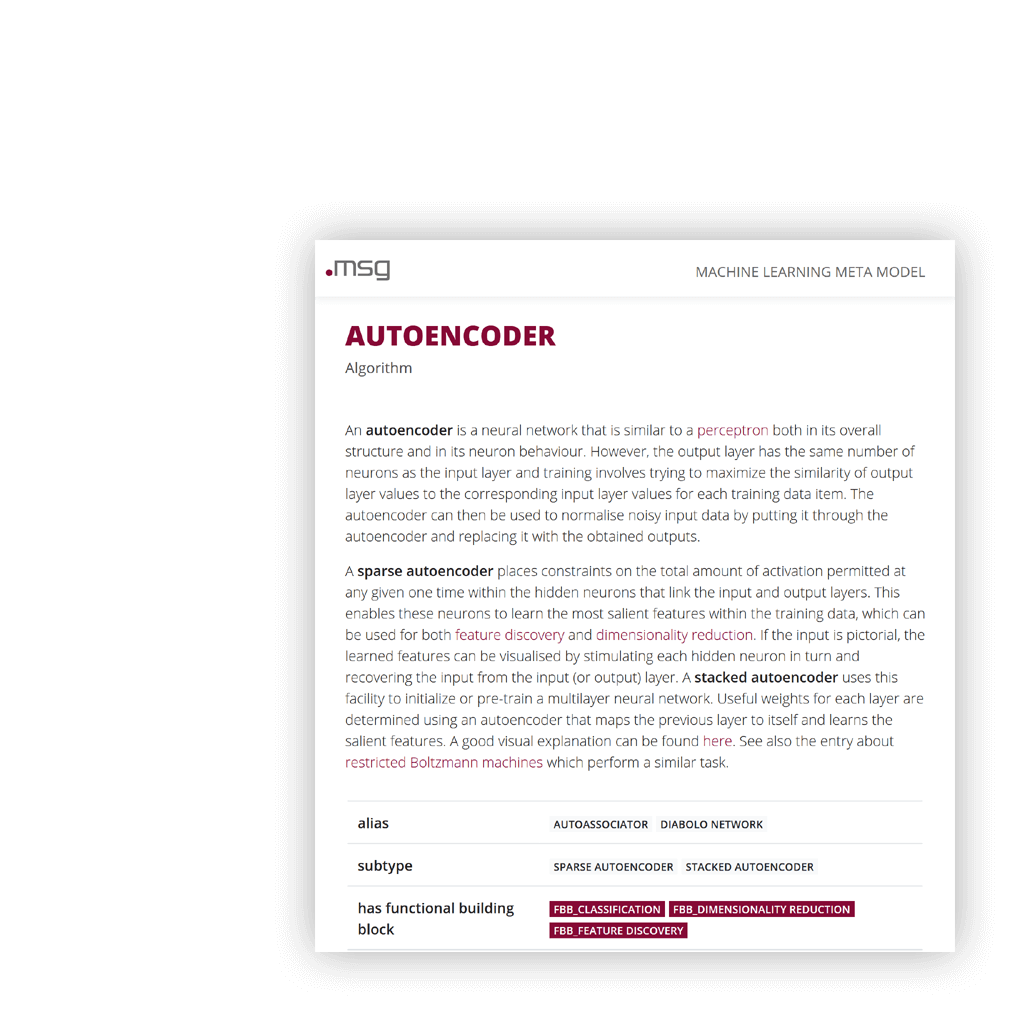 .msg
MACHINE LEARNING META MODEL
AUTOENCODER
Algorithm
An autoencoder is a neural network that is similar to a perceptron both in its overall
structure and in its neuron behaviour. However, the output layer has the same number of
neurons as the input layer and training involves trying to maximize the similarity of output
layer values to the corresponding input layer values for each training data item. The
autoencoder can then be used to normalise noisy input data by putting it through the
autoencoder and replacing it with the obtained outputs.
A sparse autoencoder places constraints on the total amount of activation permitted at
any given one time within the hidden neurons that link the input and output layers. This
enables these neurons to learn the most salient features within the training data, which can
be used for both feature discovery and dimensionality reduction. If the input is pictorial, the
learned features can be visualised by stimulating each hidden neuron in turn and
recovering the input from the input (or output) layer. A stacked autoencoder uses this
facility to initialize or pre-train a multilayer neural network. Useful weights for each layer are
determined using an autoencoder that maps the previous layer to itself and learns the
salient features. A good visual explanation can be found here. See also the entry about
restricted Boltzmann machines which perform a similar task.
alias AUTOASSOCIATOR DIABOLO NETWORK
subtype SPARSE AUTOENCODER STACKED AUTOENCODER
has functional building FBB_CLASSIFICATION FBB_DIMENSIONALITY REDUCTION
block FBB_FEATURE DISCOVERY